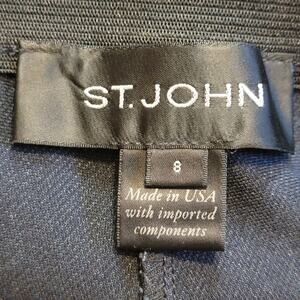 ST. JOHN
8
Made in USA
with imported
components